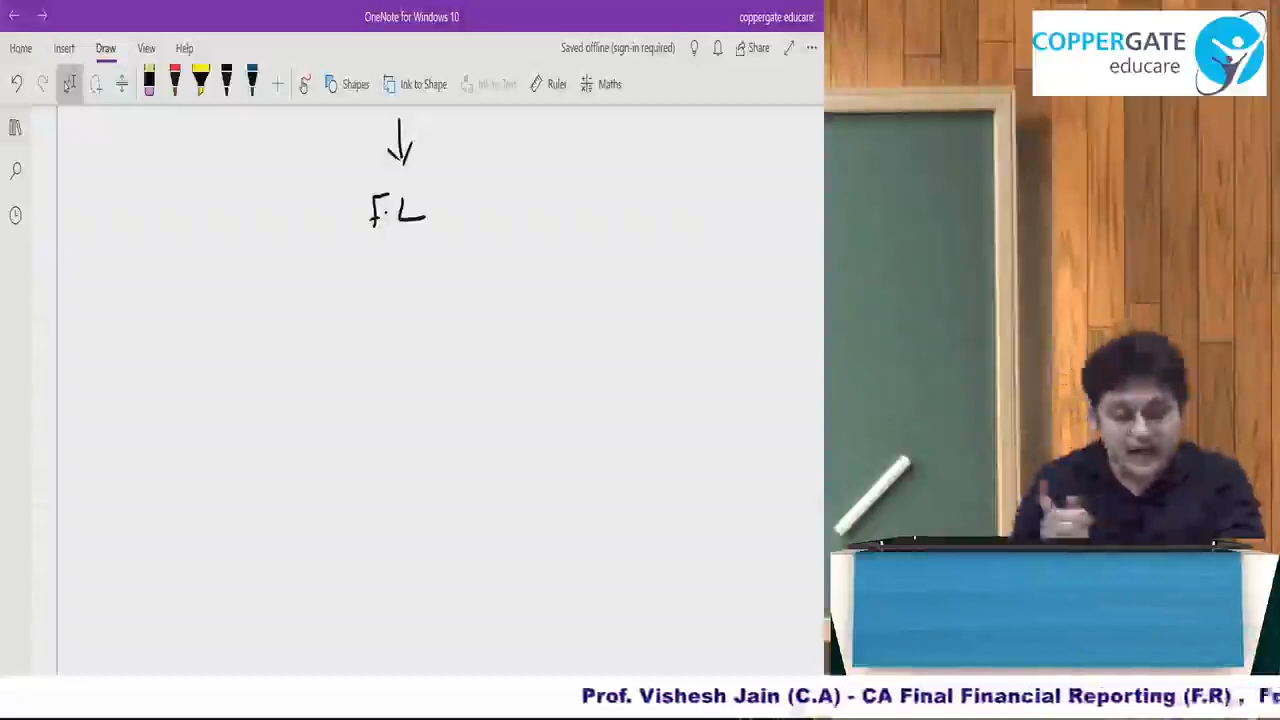 OneNote for Windows 10
coppergate educare
Home Insert Draw View Help
Saved offline (sign-in required)
Share
Shapes
Ink to Shape
Ink to Text
Ruler
Maths
F.L
COPPERGATE
educare
Prof. Vishesh Jain (C.A) - CA Final Financial Reporting (F.R) ,